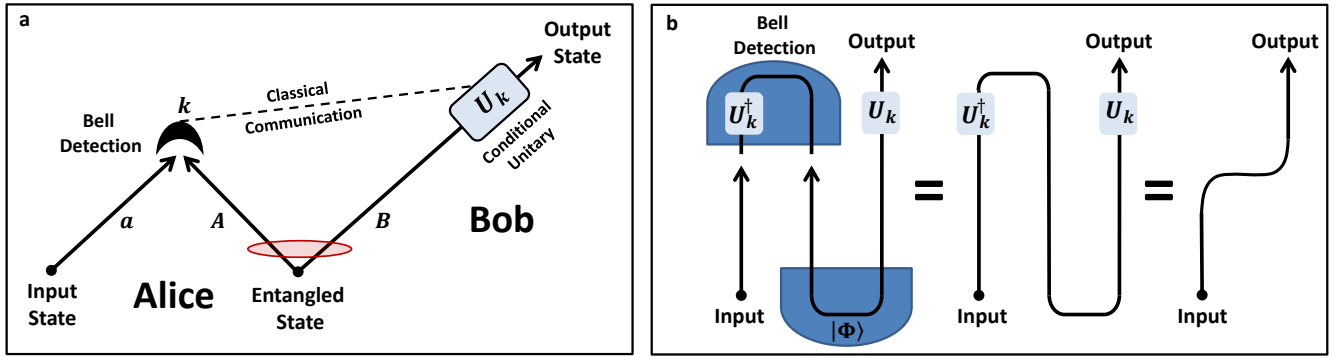 a
Output
State
k
U_k
Classical
Communication
Bell
Detection
Conditional
Unitary
a
A
B
Bob
Input
State
Alice
Entangled
State
b
Bell
Detection
Output
Output
Output
U_k^†
U_k
U_k^†
U_k
=
=
Input
|Φ⟩
Input
Input